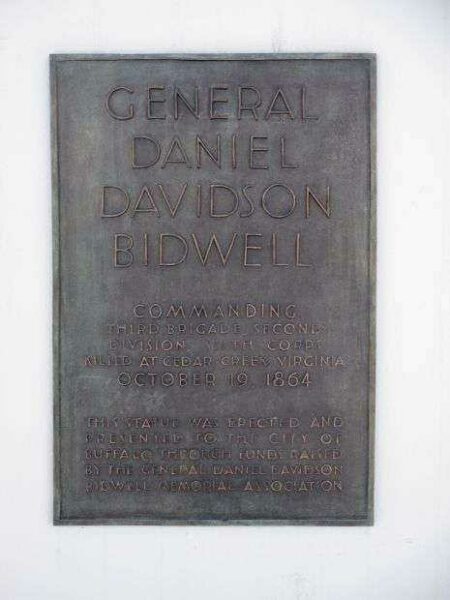 GENERAL
DANIEL
DAVIDSON
BIDWELL
COMMANDING
THIRD BRIGADE, SECOND
DIVISION, SIXTH CORPS
KILLED AT CEDAR CREEK VIRGINIA
OCTOBER 19, 1864
THIS STATUE WAS ERECTED AND
PRESENTED TO THE CITY OF
BUFFALO THROUGH FUNDS RAISED
BY THE GENERAL DANIEL DAVIDSON
BIDWELL MEMORIAL ASSOCIATION